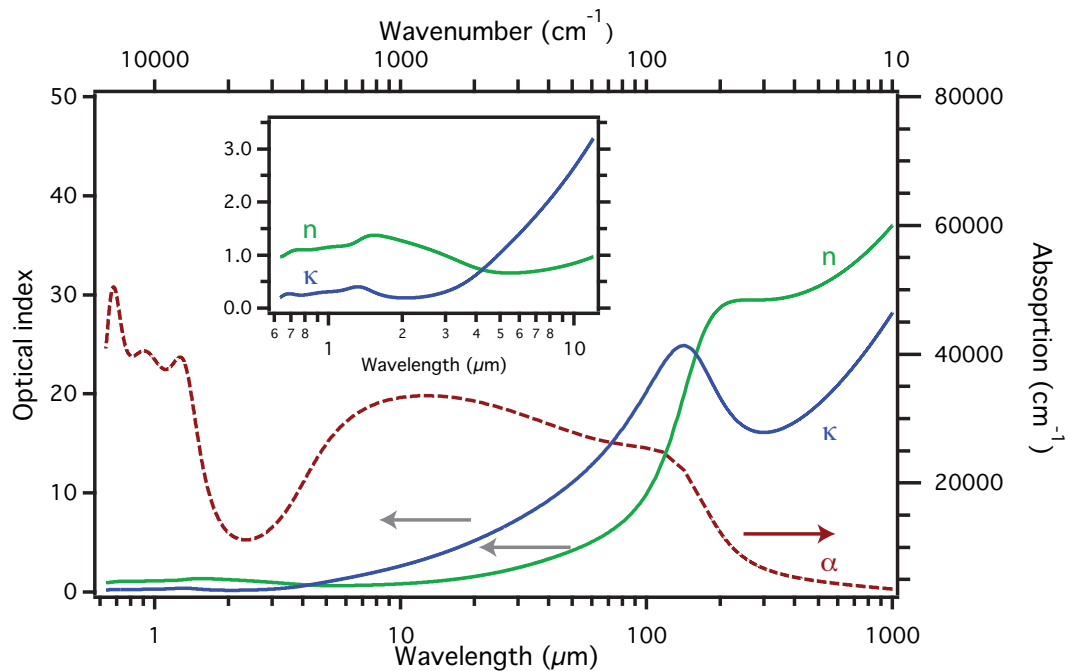 Wavenumber (cm-1)
10000 1000 100 10
50 80000
3.0
40
2.0
60000
n n
1.0
30 κ
0.0
6 7 8 1 2 3 4 5 6 7 8 10
Wavelength (µm)
Optical index
Absoprtion (cm-1)
40000
20
κ
20000
10
α
0
1 10 100 1000
Wavelength (µm)